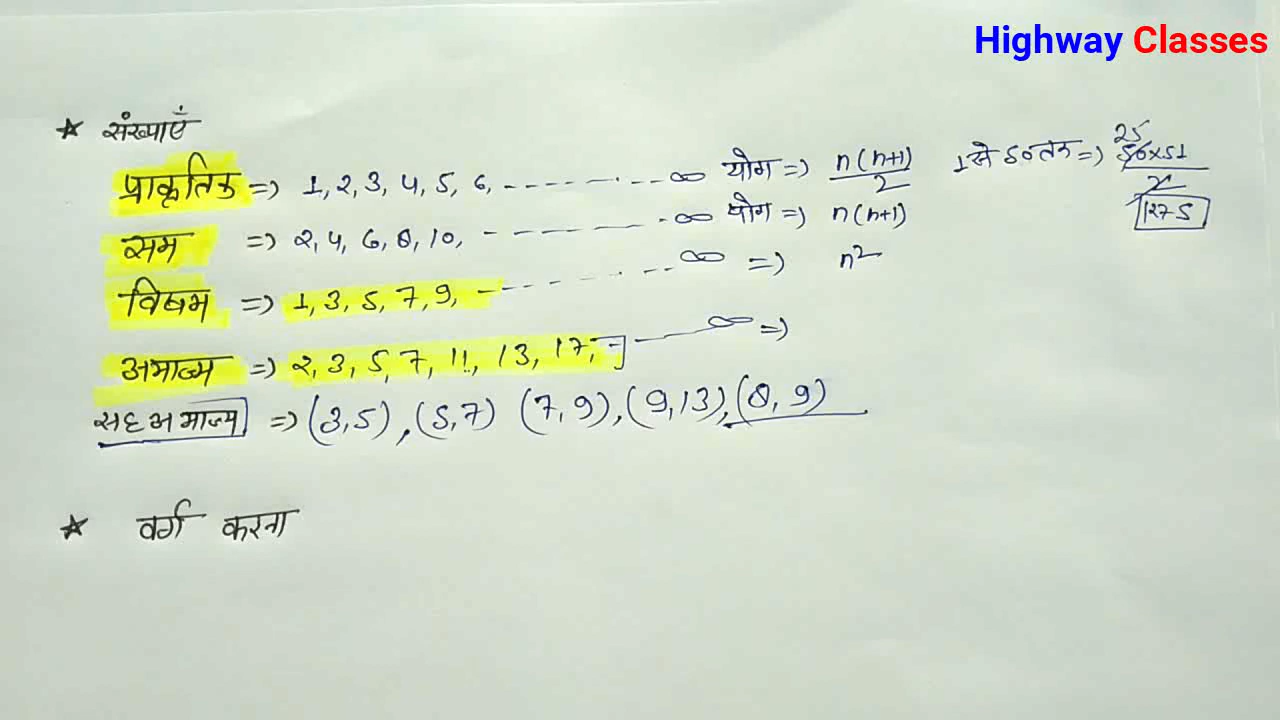 Highway Classes
★ संख्याएँ
प्राकृतिक => 1, 2, 3, 4, 5, 6, ------ ∞ योग => n(n+1)/2 1 से 50 तक => 25 50×51/2 1275
सम => 2, 4, 6, 8, 10, ------ ∞ योग => n(n+1)
विषम => 1, 3, 5, 7, 9, ------ ∞ => n²
अभाज्य => 2, 3, 5, 7, 11, 13, 17, - ∞ =>
सह अभाज्य => (3,5), (5,7) (7,9), (9,13), (8,9)
★ वर्ग करना